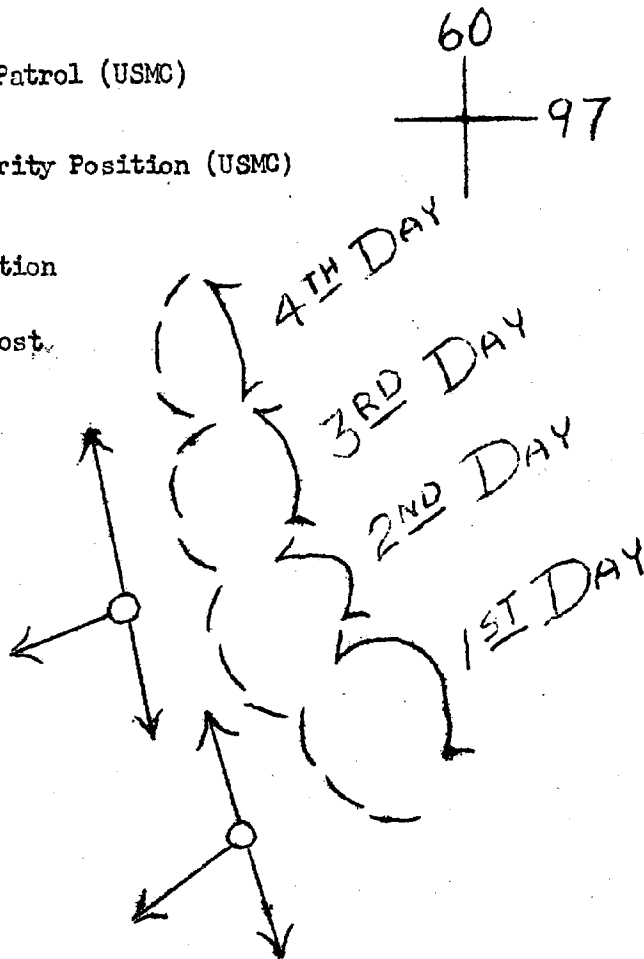 60
Patrol (USMC)
97
rity Position (USMC)
tion
ost
4TH DAY
3RD DAY
2ND DAY
1ST DAY